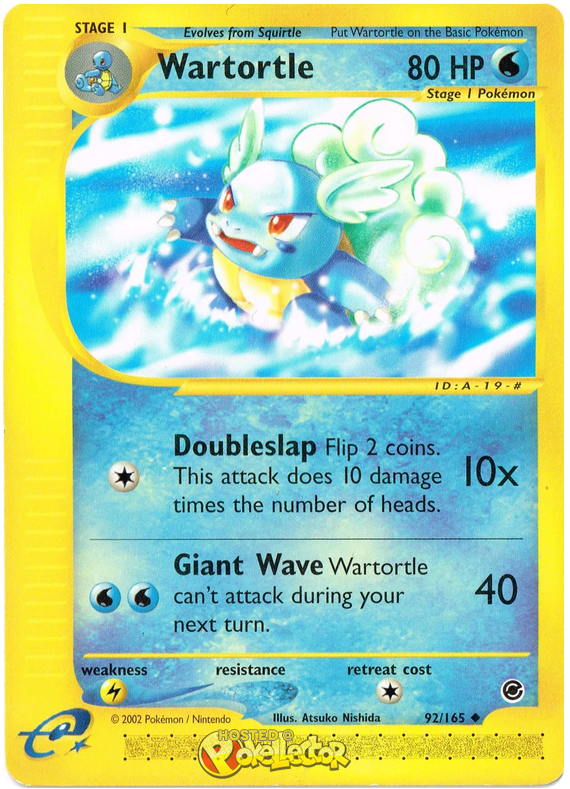 STAGE 1
Evolves from Squirtle
Put Wartortle on the Basic Pokémon
Wartortle
80 HP
Stage 1 Pokémon
ID:A-19-#
Doubleslap Flip 2 coins.
This attack does 10 damage
times the number of heads.
10x
Giant Wave Wartortle
can't attack during your
next turn.
40
weakness
resistance
retreat cost
© 2002 Pokémon / Nintendo
Illus. Atsuko Nishida
92/165
e
HOSTED @
Pokelector